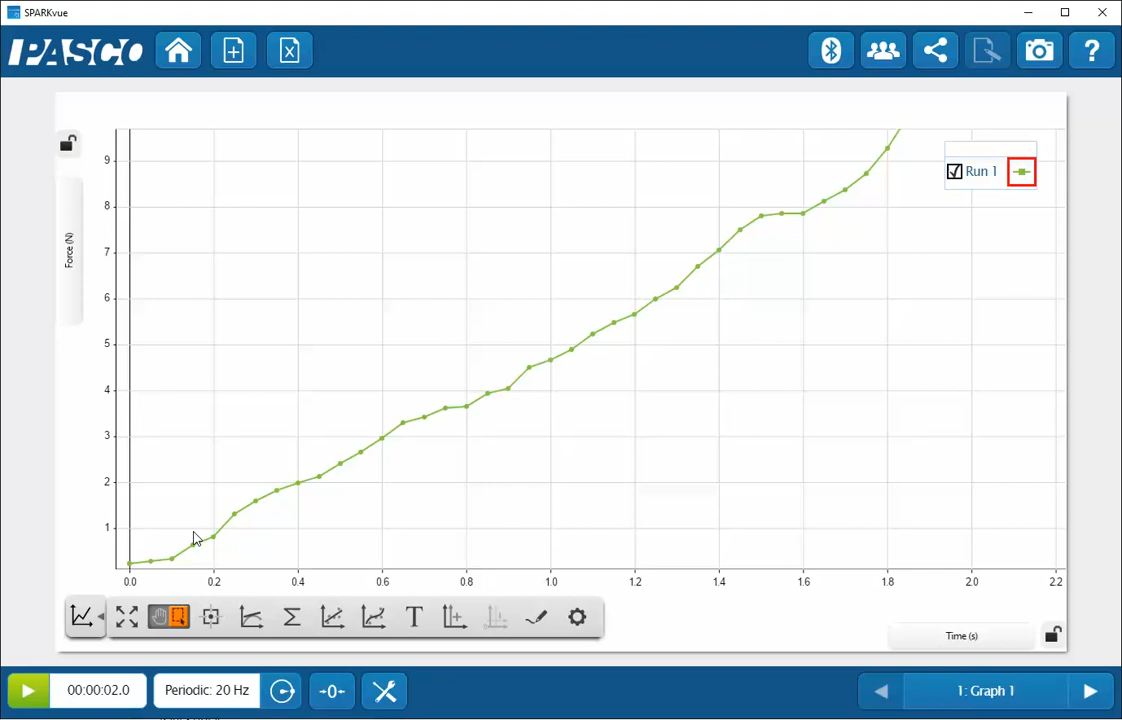 SPARKvue
PASCO
?
9
8
7
6
5
4
3
2
1
Force (N)
Run 1
0.0 0.2 0.4 0.6 0.8 1.0 1.2 1.4 1.6 1.8 2.0 2.2
Σ T
Time (s)
00:00:02.0 Periodic: 20 Hz →0← 1: Graph 1